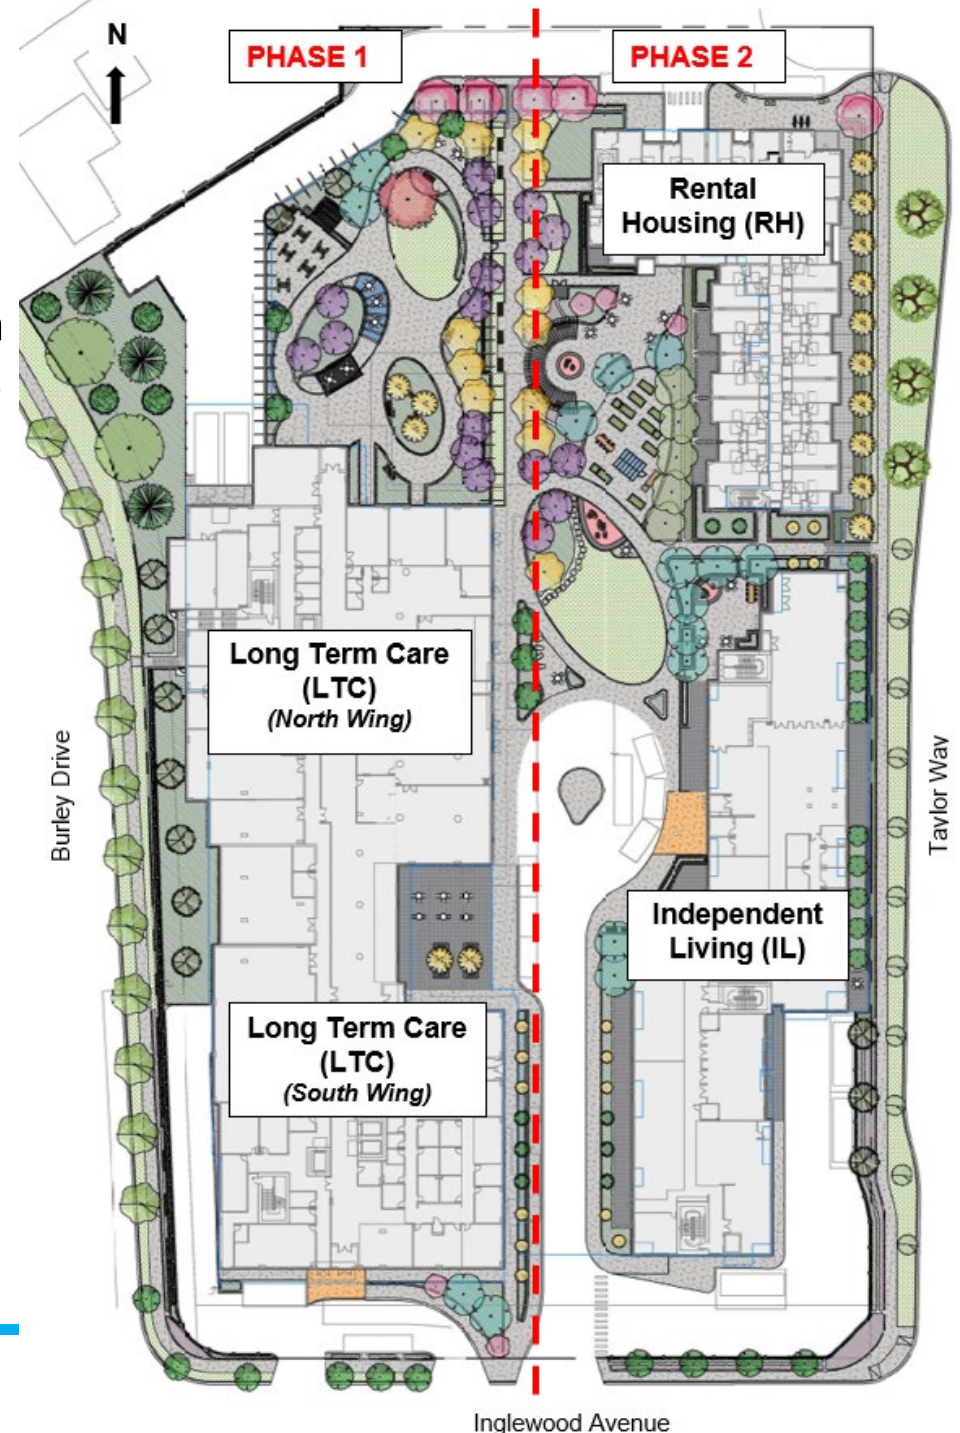 N
PHASE 1
PHASE 2
Rental
Housing (RH)
Long Term Care
(LTC)
(North Wing)
Burley Drive
Taylor Way
Independent
Living (IL)
Long Term Care
(LTC)
(South Wing)
Inglewood Avenue